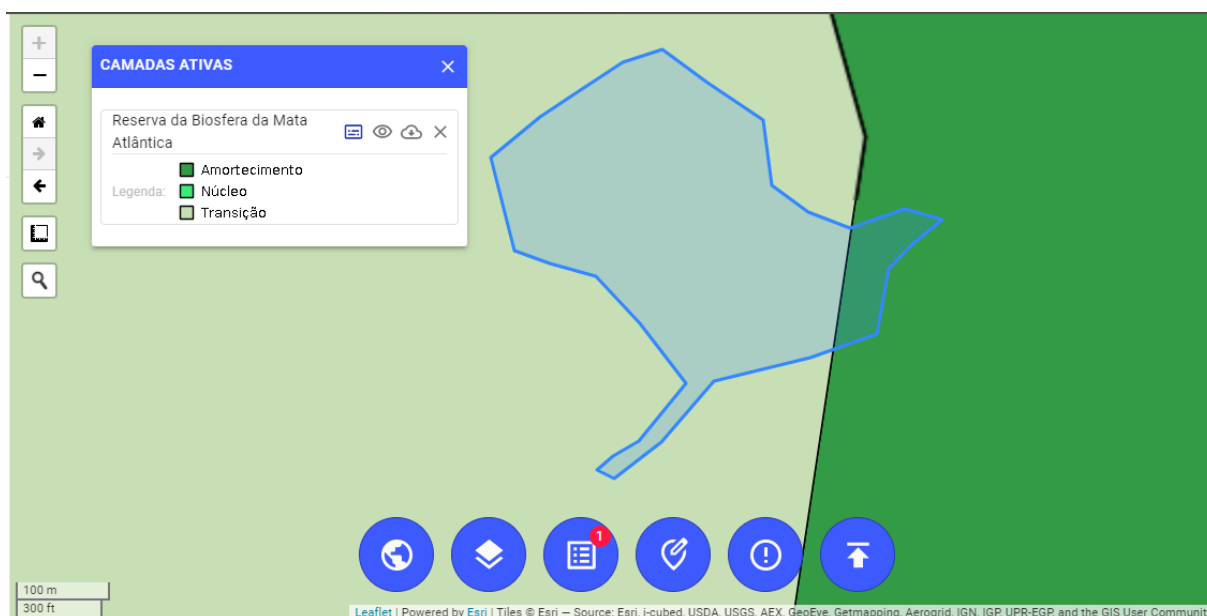 CAMADAS ATIVAS
Reserva da Biosfera da Mata
Atlântica
Legenda:
Amortecimento
Núcleo
Transição
1
100 m
300 ft
Leaflet | Powered by Esri | Tiles © Esri — Source: Esri, i-cubed, USDA, USGS, AEX, GeoEye, Getmapping, Aerogrid, IGN, IGP, UPR-EGP, and the GIS User Communit